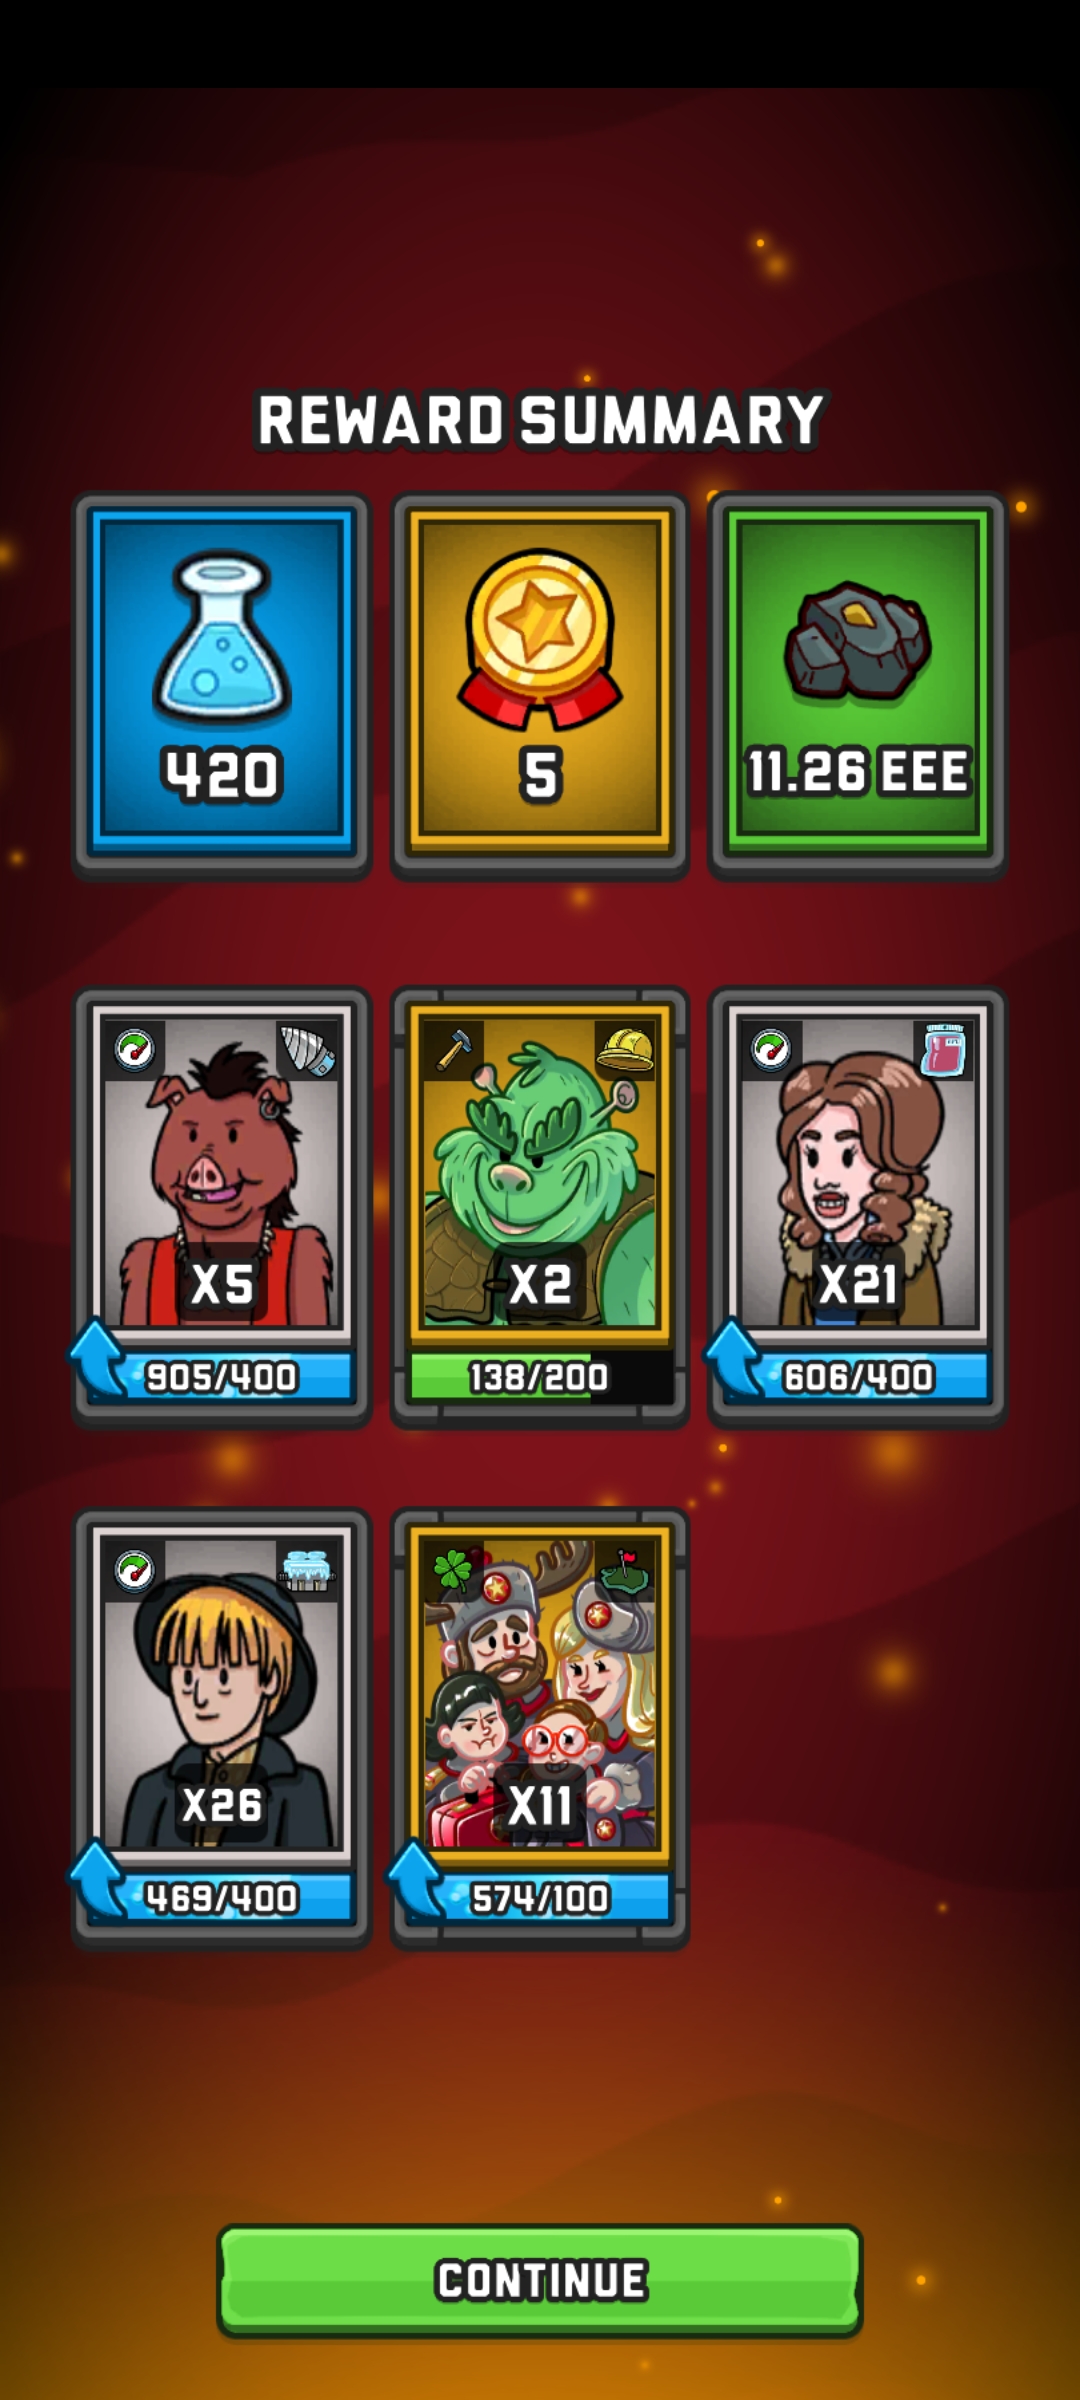 REWARD SUMMARY
420
5
11.26 EEE
X5
X2
X21
905/400
138/200
606/400
X26
X11
469/400
574/100
CONTINUE